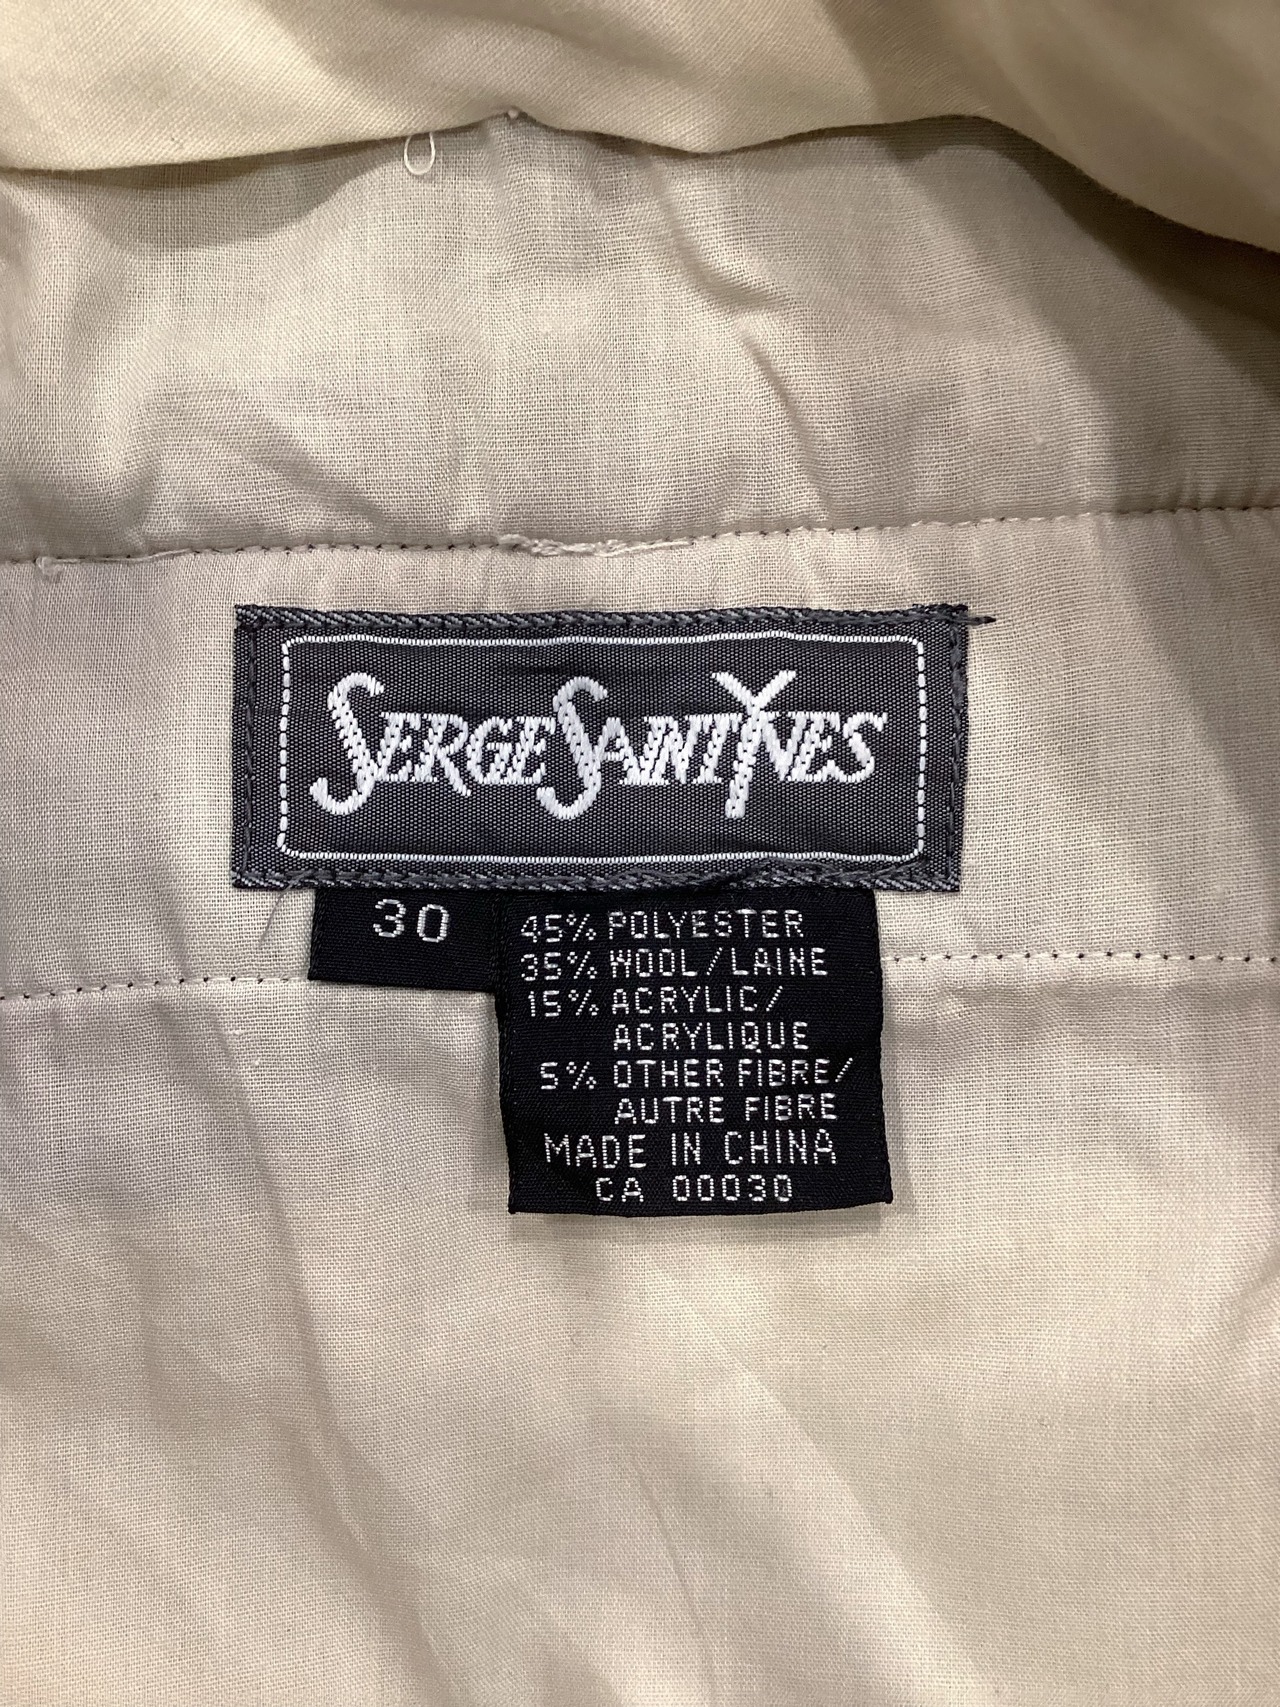 SERGE SAINT YVES
30
45% POLYESTER
35% WOOL/LAINE
15% ACRYLIC/
ACRYLIQUE
5% OTHER FIBRE/
AUTRE FIBRE
MADE IN CHINA
CA 00030